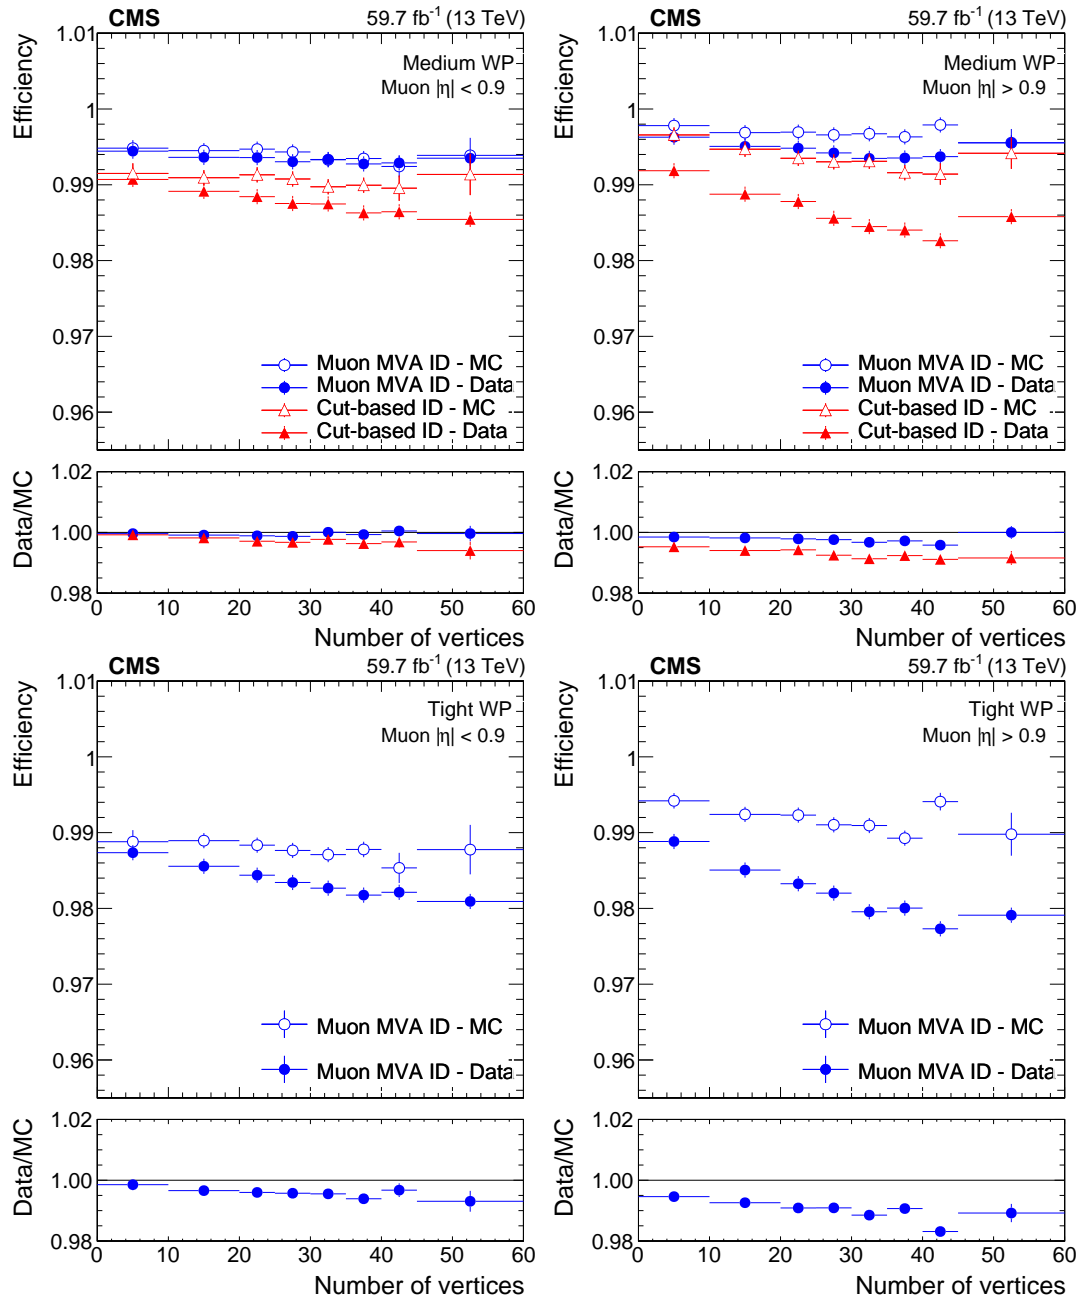 CMS 59.7 fb⁻¹ (13 TeV)
Efficiency
1.01
1
0.99
0.98
0.97
0.96
Medium WP
Muon |η| < 0.9
Muon MVA ID - MC
Muon MVA ID - Data
Cut-based ID - MC
Cut-based ID - Data
Data/MC
1.02
1.00
0.98
0 10 20 30 40 50 60
Number of vertices
CMS 59.7 fb⁻¹ (13 TeV)
Efficiency
1.01
1
0.99
0.98
0.97
0.96
Medium WP
Muon |η| > 0.9
Muon MVA ID - MC
Muon MVA ID - Data
Cut-based ID - MC
Cut-based ID - Data
Data/MC
1.02
1.00
0.98
0 10 20 30 40 50 60
Number of vertices
CMS 59.7 fb⁻¹ (13 TeV)
Efficiency
1.01
1
0.99
0.98
0.97
0.96
Tight WP
Muon |η| < 0.9
Muon MVA ID - MC
Muon MVA ID - Data
Data/MC
1.02
1.00
0.98
0 10 20 30 40 50 60
Number of vertices
CMS 59.7 fb⁻¹ (13 TeV)
Efficiency
1.01
1
0.99
0.98
0.97
0.96
Tight WP
Muon |η| > 0.9
Muon MVA ID - MC
Muon MVA ID - Data
Data/MC
1.02
1.00
0.98
0 10 20 30 40 50 60
Number of vertices